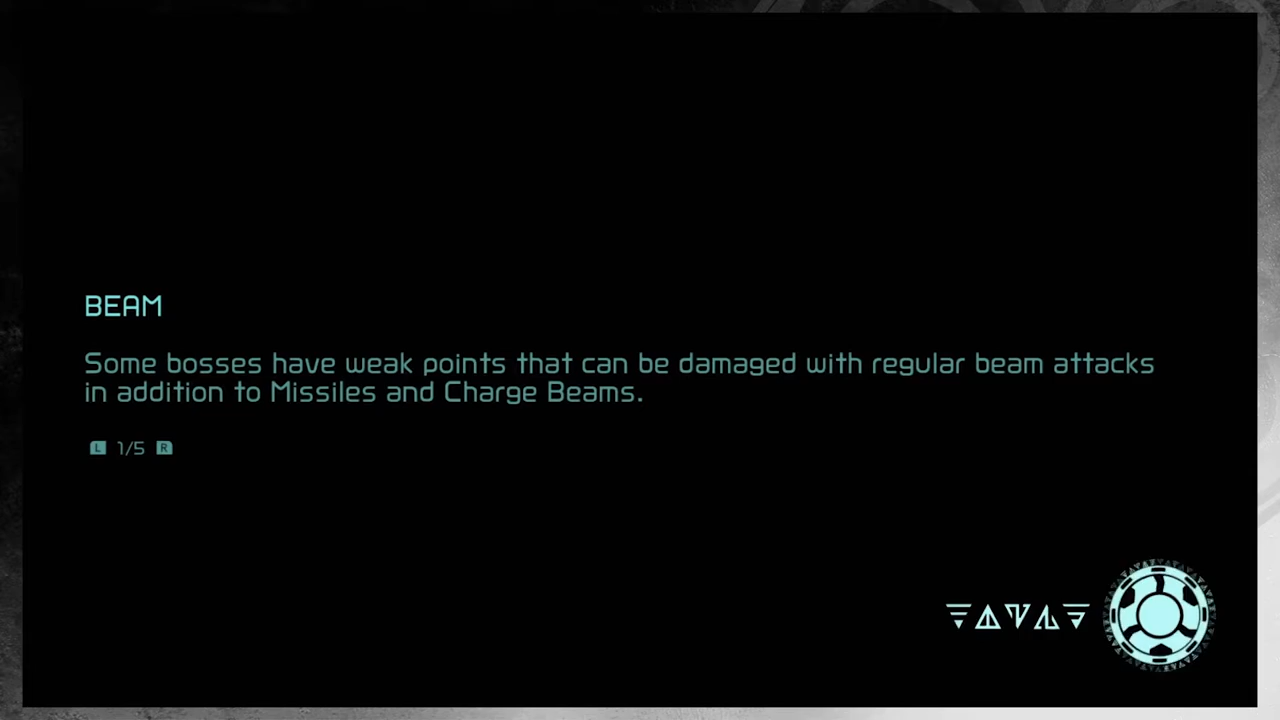 BEAM
Some bosses have weak points that can be damaged with regular beam attacks
in addition to Missiles and Charge Beams.
L 1/5 R